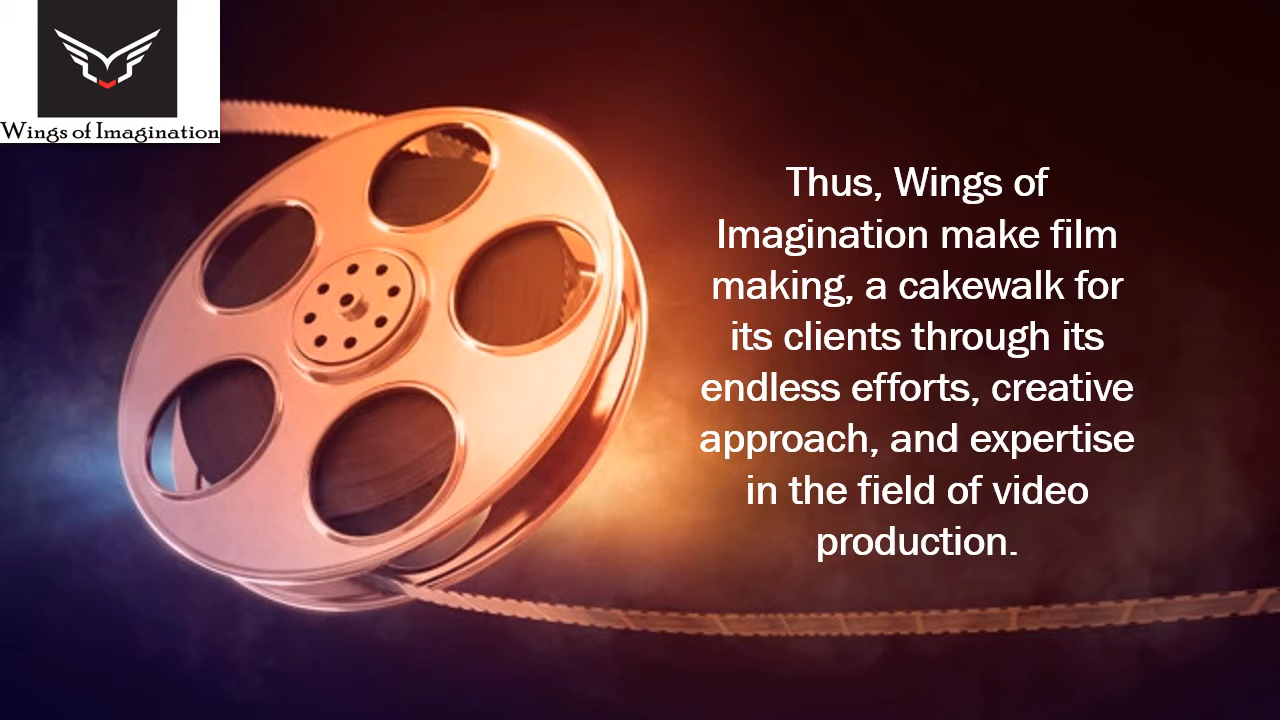 Wings of Imagination
Thus, Wings of
Imagination make film
making, a cakewalk for
its clients through its
endless efforts, creative
approach, and expertise
in the field of video
production.